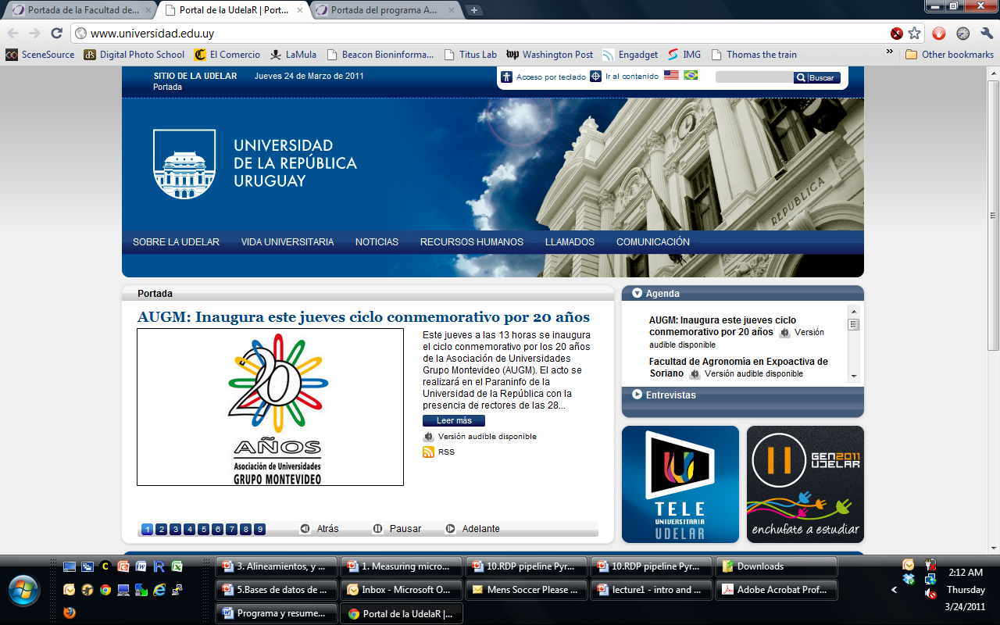 Portada de la Facultad de...
Portal de la UdelaR | Port...
Portada del programa A...
www.universidad.edu.uy
SceneSource
Digital Photo School
El Comercio
LaMula
Beacon Bioninforma...
Titus Lab
wp Washington Post
Engadget
IMG
Thomas the train
»
Other bookmarks
SITIO DE LA UDELAR
Jueves 24 de Marzo de 2011
Acceso por teclado
Ir al contenido
Buscar
Portada
UNIVERSIDAD
DE LA REPÚBLICA
URUGUAY
REPUBLICA
SOBRE LA UDELAR
VIDA UNIVERSITARIA
NOTICIAS
RECURSOS HUMANOS
LLAMADOS
COMUNICACIÓN
Portada
AUGM: Inaugura este jueves ciclo conmemorativo por 20 años
20
AÑOS
Asociación de Universidades
GRUPO MONTEVIDEO
Este jueves a las 13 horas se inaugura
el ciclo conmemorativo por los 20 años
de la Asociación de Universidades
Grupo Montevideo (AUGM). El acto se
realizará en el Paraninfo de la
Universidad de la República con la
presencia de rectores de las 28...
Leer más
Versión audible disponible
RSS
1 2 3 4 5 6 7 8 9
Atrás
Pausar
Adelante
Agenda
AUGM: Inaugura este jueves ciclo
conmemorativo por 20 años Versión
audible disponible
Facultad de Agronomía en Expoactiva de
Soriano Versión audible disponible
Entrevistas
U
TELE
UNIVERSITARIA
UDELAR
GEN2011
UDELAR
enchufate a estudiar
3. Alineamientos, y ...
1. Measuring micro...
10.RDP pipeline Pyr...
10.RDP pipeline Pyr...
Downloads
5.Bases de datos de ...
Inbox - Microsoft O...
Mens Soccer Please ...
lecture1 - intro and ...
Adobe Acrobat Prof...
Programa y resume...
Portal de la UdelaR |...
2:12 AM
Thursday
3/24/2011